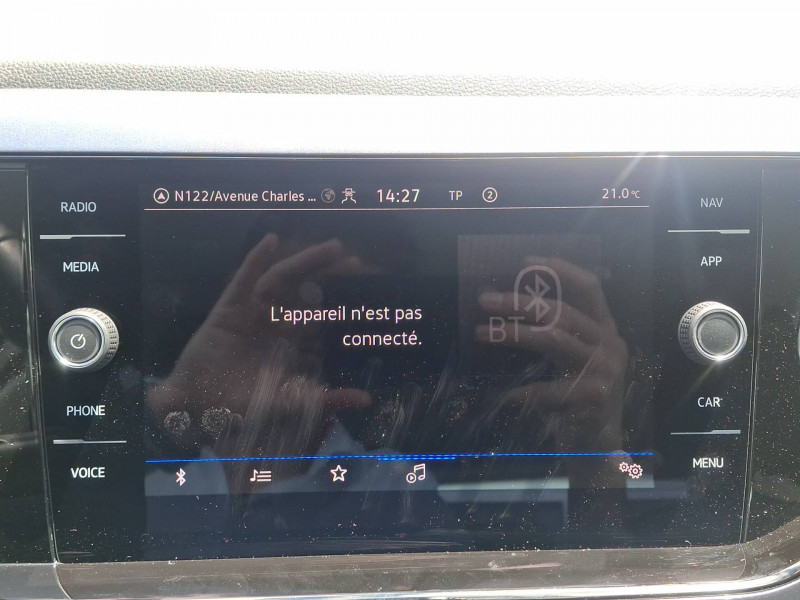 RADIO
MEDIA
PHONE
VOICE
N122/Avenue Charles ... 14:27 TP 2 21.0°C
L'appareil n'est pas
connecté.
BT
NAV
APP
CAR
MENU